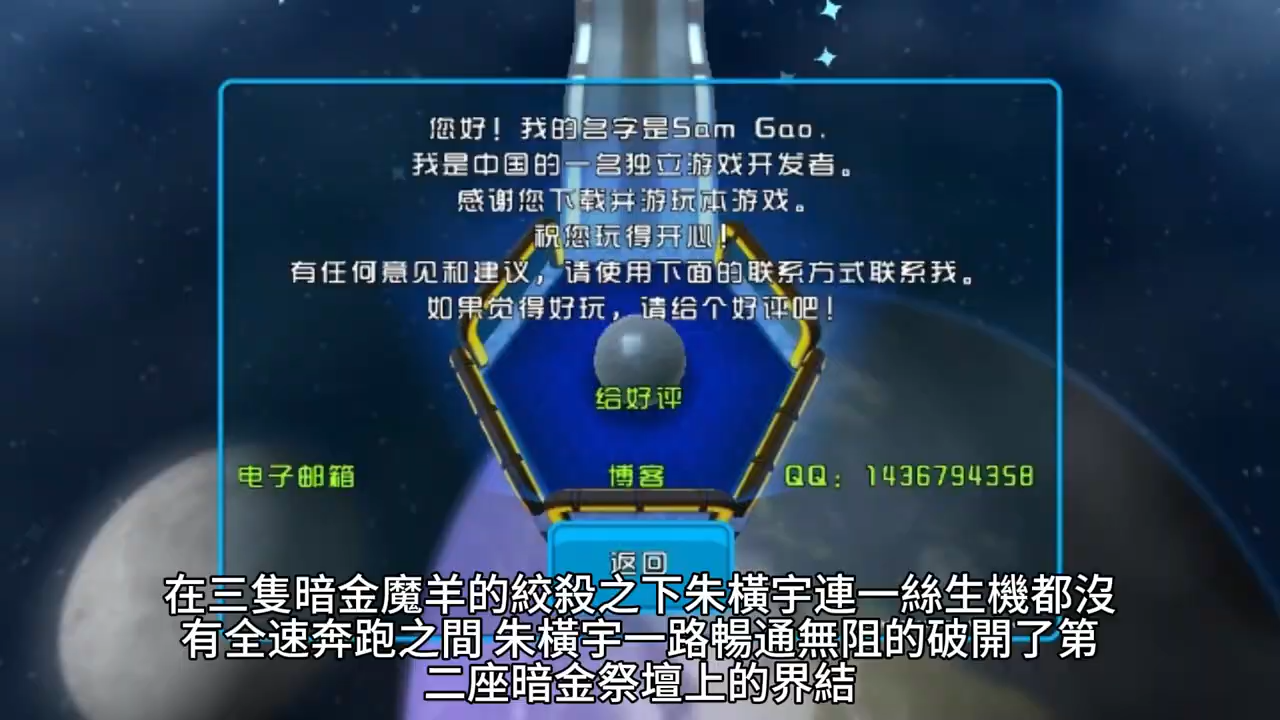 您好！我的名字是Sam Gao.
我是中国的一名独立游戏开发者。
感谢您下载并游玩本游戏。
祝您玩得开心！
有任何意见和建议，请使用下面的联系方式联系我。
如果觉得好玩，请给个好评吧！
给好评
电子邮箱
博客
QQ：1436794358
返回
在三隻暗金魔羊的絞殺之下朱橫宇連一絲生機都沒
有全速奔跑之間 朱橫宇一路暢通無阻的破開了第
二座暗金祭壇上的界結